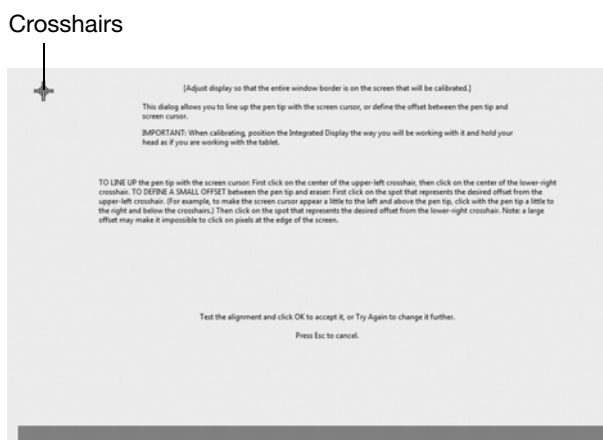 Crosshairs
[Adjust display so that the entire window border is on the screen that will be calibrated.]
This dialog allows you to line up the pen tip with the screen cursor, or define the offset between the pen tip and
screen cursor.
IMPORTANT: When calibrating, position the Integrated Display the way you will be working with it and hold your
head as if you are working with the tablet.
TO LINE UP the pen tip with the screen cursor: First click on the center of the upper-left crosshair, then click on the center of the lower-right
crosshair. TO DEFINE A SMALL OFFSET between the pen tip and eraser: First click on the spot that represents the desired offset from the
upper-left crosshair. (For example, to make the screen cursor appear a little to the left and above the pen tip, click with the pen tip a little to
the right and below the crosshairs.) Then click on the spot that represents the desired offset from the lower-right crosshair. Note: a large
offset may make it impossible to click on pixels at the edge of the screen.
Test the alignment and click OK to accept it, or Try Again to change it further.
Press Esc to cancel.